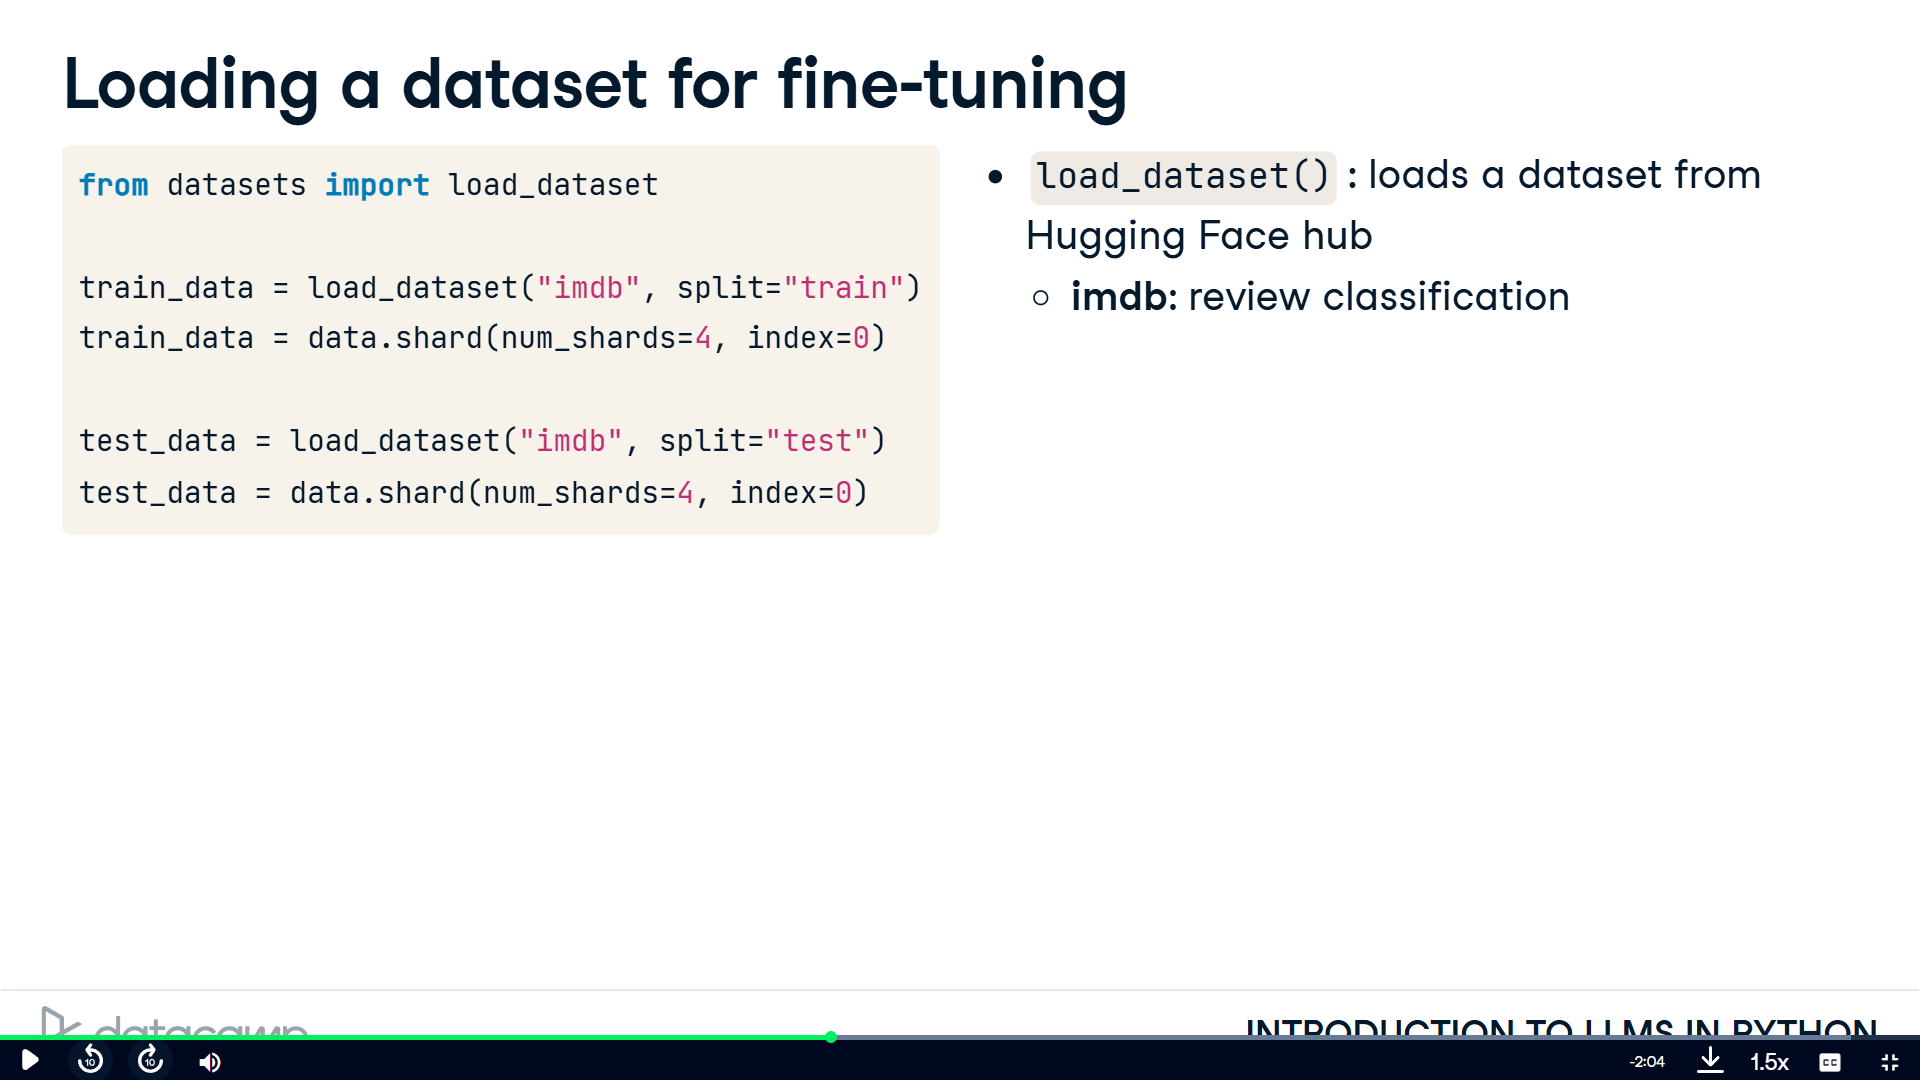 Loading a dataset for fine-tuning
from datasets import load_dataset
train_data = load_dataset("imdb", split="train")
train_data = data.shard(num_shards=4, index=0)
test_data = load_dataset("imdb", split="test")
test_data = data.shard(num_shards=4, index=0)
load_dataset() : loads a dataset from
Hugging Face hub
imdb: review classification
datacamp
INTRODUCTION TO LLMS IN PYTHON
10
10
-2:04
1.5x
CC